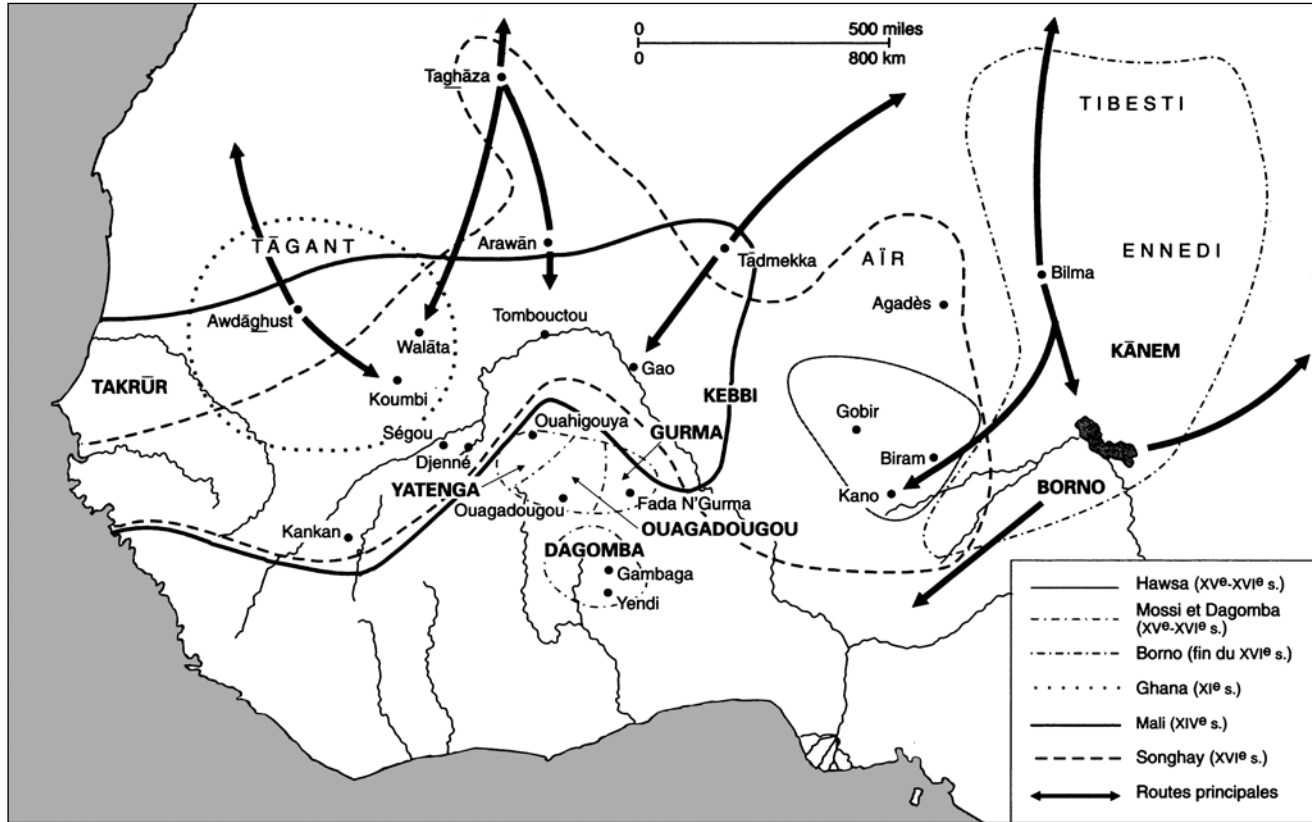 0 500 miles
0 800 km
Taghāza
TIBESTI
TĀGANT
Arawān
Tādmekka
AÏR
ENNEDI
Bilma
Agadès
Awdāghust
Walāta
Tombouctou
KĀNEM
Gao
TAKRŪR
Koumbi
KEBBI
Gobir
Ouahigouya
GURMA
Ségou
Djenné
Biram
YATENGA
Kano
BORNO
Ouagadougou
Fada N'Gurma
OUAGADOUGOU
Kankan
DAGOMBA
Gambaga
Yendi
Hawsa (XVe-XVIe s.)
Mossi et Dagomba
(XVe-XVIe s.)
Borno (fin du XVIe s.)
Ghana (XIe s.)
Mali (XIVe s.)
Songhay (XVIe s.)
Routes principales